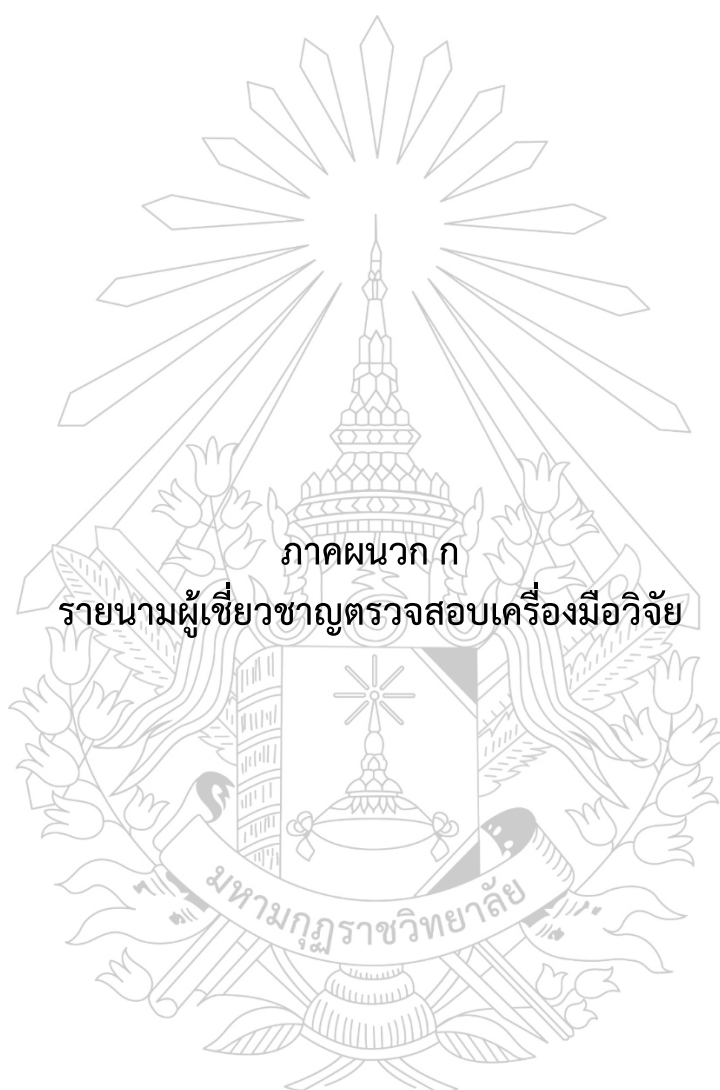 ภาคผนวก ก
รายนามผู้เชี่ยวชาญตรวจสอบเครื่องมือวิจัย
มหามกุฏราชวิทยาลัย